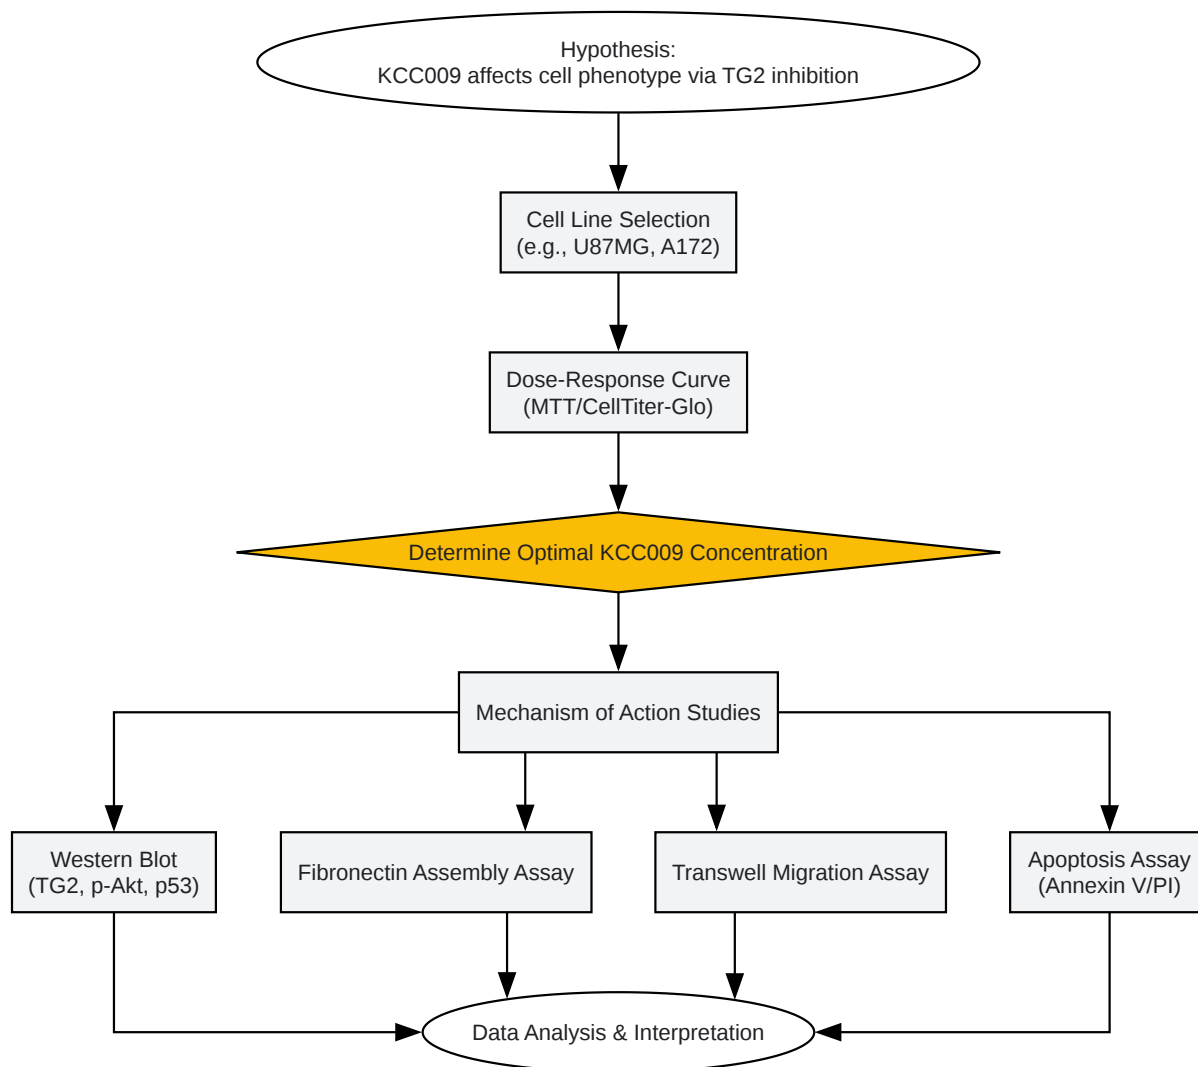 Hypothesis:
KCC009 affects cell phenotype via TG2 inhibition
Cell Line Selection
(e.g., U87MG, A172)
Dose-Response Curve
(MTT/CellTiter-Glo)
Determine Optimal KCC009 Concentration
Mechanism of Action Studies
Western Blot
(TG2, p-Akt, p53)
Fibronectin Assembly Assay
Transwell Migration Assay
Apoptosis Assay
(Annexin V/PI)
Data Analysis & Interpretation